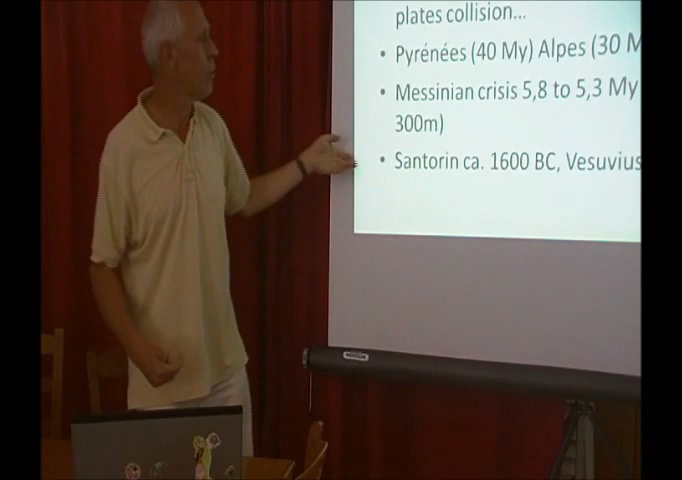 plates collision...
• Pyrénées (40 My) Alpes (30 M
• Messinian crisis 5,8 to 5,3 My
300m)
• Santorin ca. 1600 BC, Vesuvius